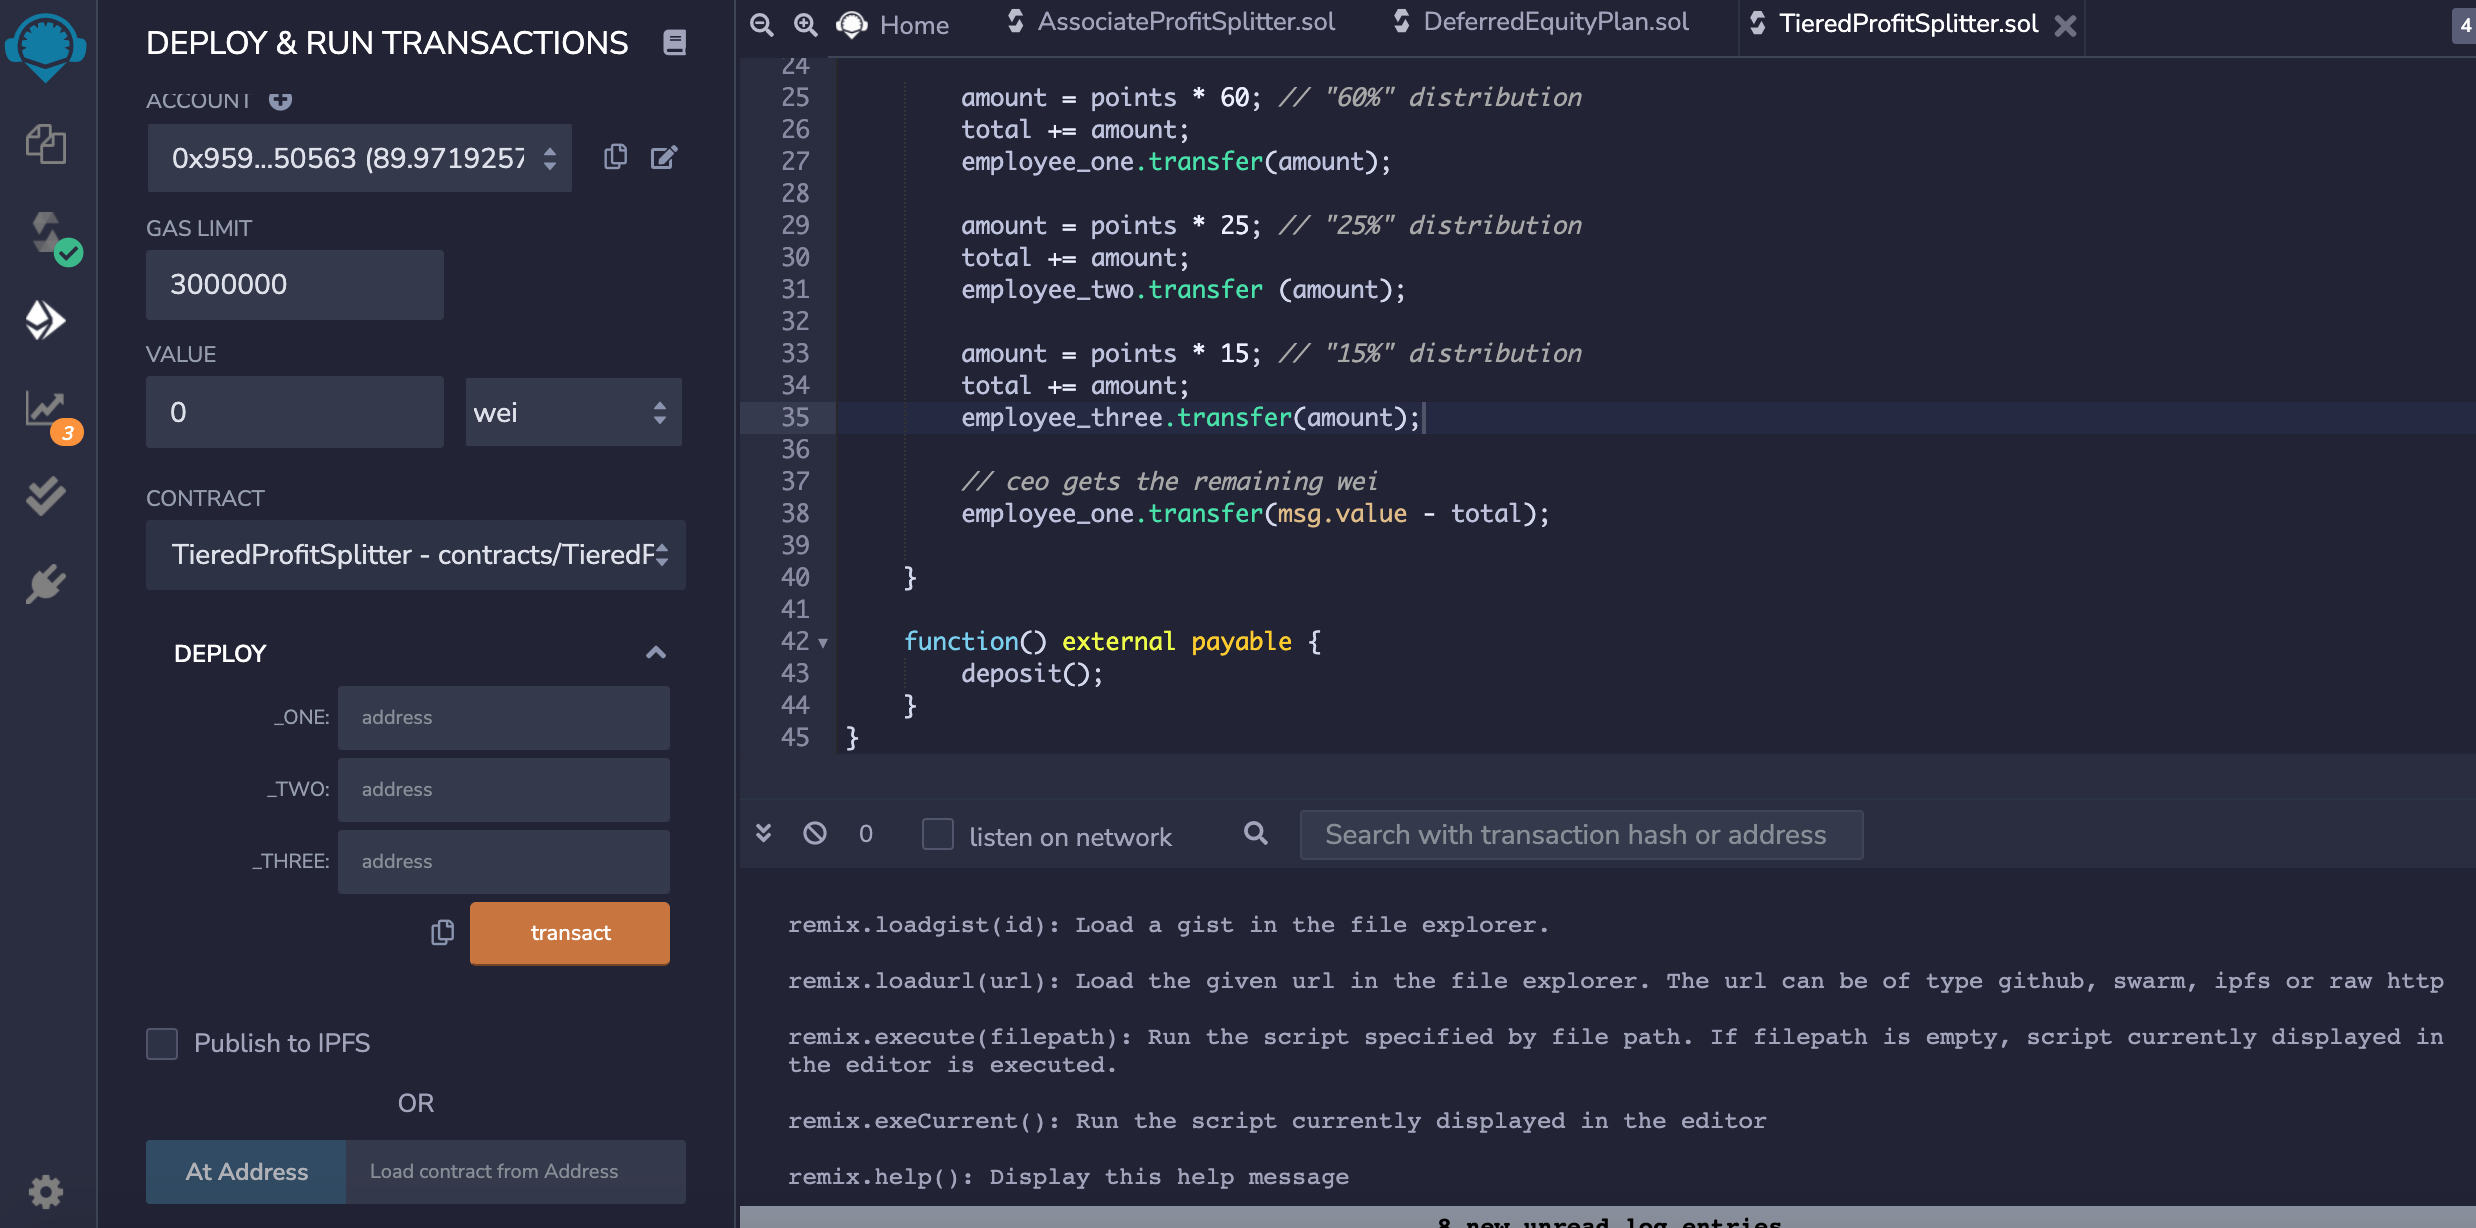 DEPLOY & RUN TRANSACTIONS
ACCOUNT
0x959...50563 (89.9719257
GAS LIMIT
3000000
VALUE
0
wei
CONTRACT
TieredProfitSplitter - contracts/TieredP
DEPLOY
_ONE: address
_TWO: address
_THREE: address
transact
Publish to IPFS
OR
At Address
Load contract from Address
3
Home
AssociateProfitSplitter.sol
DeferredEquityPlan.sol
TieredProfitSplitter.sol
4
24
25 amount = points * 60; // "60%" distribution
26 total += amount;
27 employee_one.transfer(amount);
28
29 amount = points * 25; // "25%" distribution
30 total += amount;
31 employee_two.transfer (amount);
32
33 amount = points * 15; // "15%" distribution
34 total += amount;
35 employee_three.transfer(amount);
36
37 // ceo gets the remaining wei
38 employee_one.transfer(msg.value - total);
39
40 }
41
42 function() external payable {
43 deposit();
44 }
45 }
0
listen on network
Search with transaction hash or address
remix.loadgist(id): Load a gist in the file explorer.
remix.loadurl(url): Load the given url in the file explorer. The url can be of type github, swarm, ipfs or raw http
remix.execute(filepath): Run the script specified by file path. If filepath is empty, script currently displayed in
the editor is executed.
remix.exeCurrent(): Run the script currently displayed in the editor
remix.help(): Display this help message
8 new unread log entries